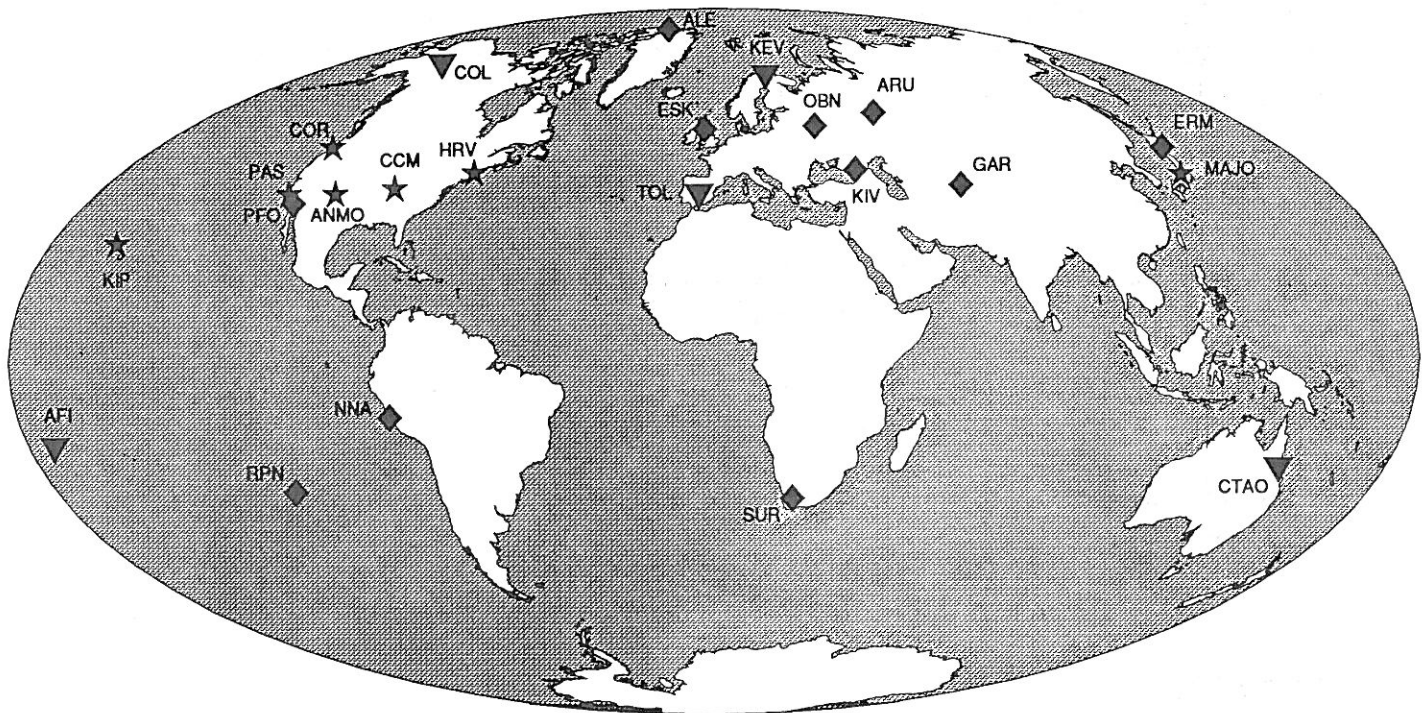 ALE
KEV
COL
ARU
OBN
ESK
ERM
COR
HRV
CCM
MAJO
PAS
GAR
TOL
KIV
PFO
ANMO
KIP
NNA
AFI
RPN
CTAO
SUR